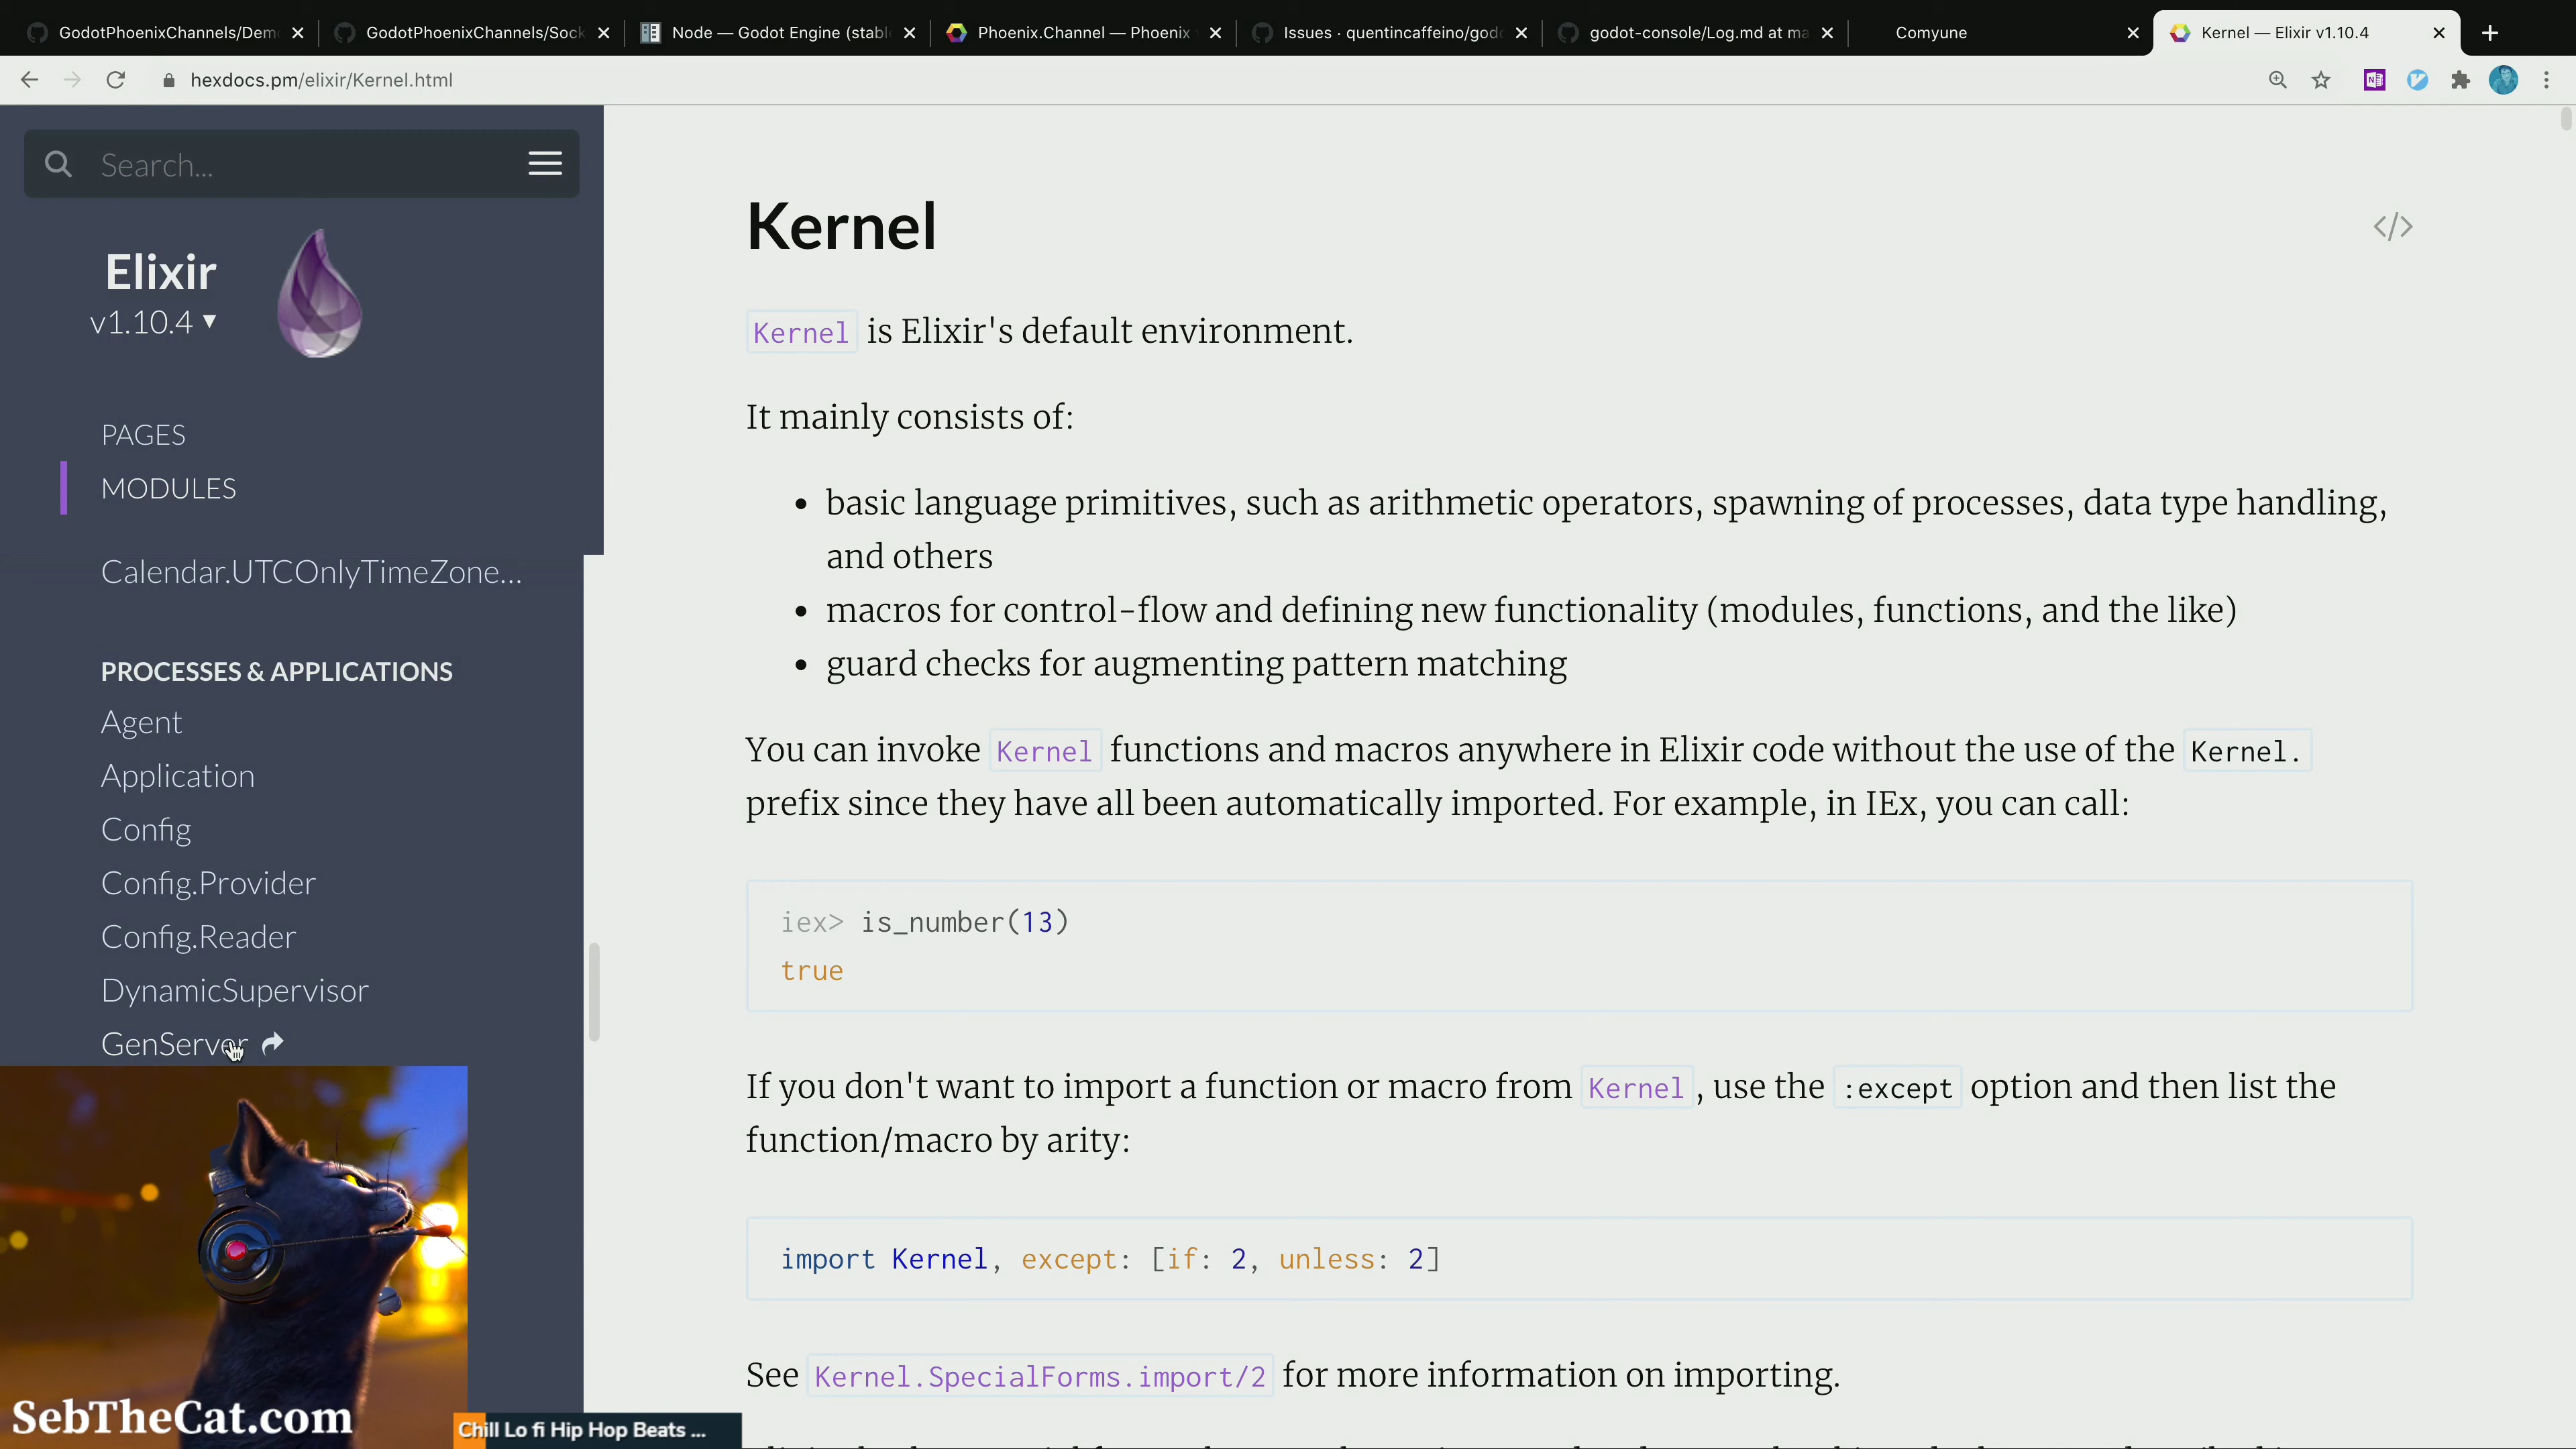 GodotPhoenixChannels/Dem
GodotPhoenixChannels/Sock
Node — Godot Engine (stabl
Phoenix.Channel — Phoenix
Issues · quentincaffeino/god
godot-console/Log.md at ma
Comyune
Kernel — Elixir v1.10.4
hexdocs.pm/elixir/Kernel.html
Search...
Elixir
v1.10.4
PAGES
MODULES
Calendar.UTCOnlyTimeZone...
PROCESSES & APPLICATIONS
Agent
Application
Config
Config.Provider
Config.Reader
DynamicSupervisor
GenServer
SebTheCat.com
Chill Lo fi Hip Hop Beats ...
Kernel
</>
Kernel is Elixir's default environment.
It mainly consists of:
• basic language primitives, such as arithmetic operators, spawning of processes, data type handling,
and others
• macros for control-flow and defining new functionality (modules, functions, and the like)
• guard checks for augmenting pattern matching
You can invoke Kernel functions and macros anywhere in Elixir code without the use of the Kernel.
prefix since they have all been automatically imported. For example, in IEx, you can call:
iex> is_number(13)
true
If you don't want to import a function or macro from Kernel, use the :except option and then list the
function/macro by arity:
import Kernel, except: [if: 2, unless: 2]
See Kernel.SpecialForms.import/2 for more information on importing.